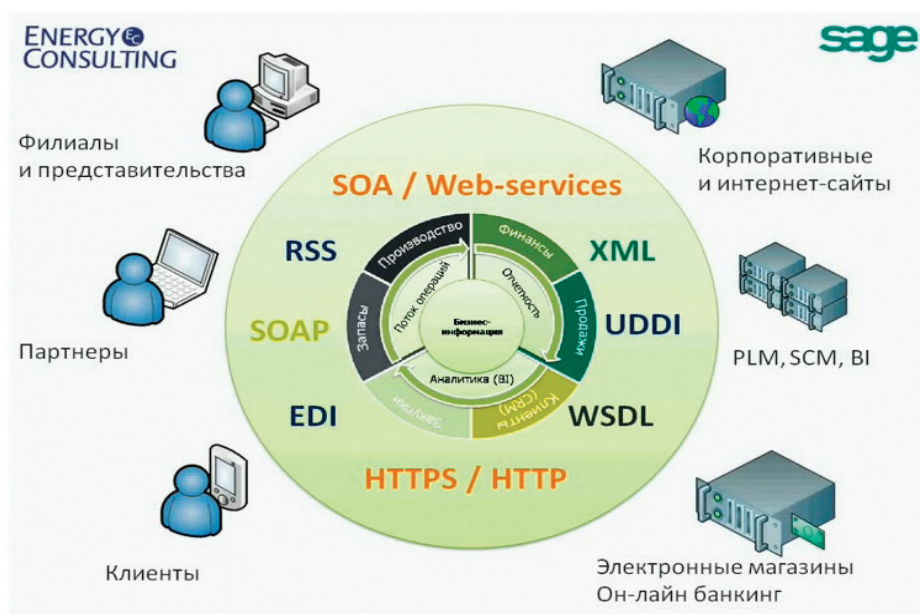 ENERGY EC
CONSULTING
sage
Филиалы
и представительства
Корпоративные
и интернет-сайты
SOA / Web-services
RSS
XML
SOAP
UDDI
EDI
WSDL
HTTPS / HTTP
Производство
Финансы
Запасы
Продажи
Закупки
Клиенты
(CRM)
Поток операций
Отчетность
Аналитика (BI)
Бизнес-
информация
Партнеры
PLM, SCM, BI
Клиенты
Электронные магазины
Он-лайн банкинг